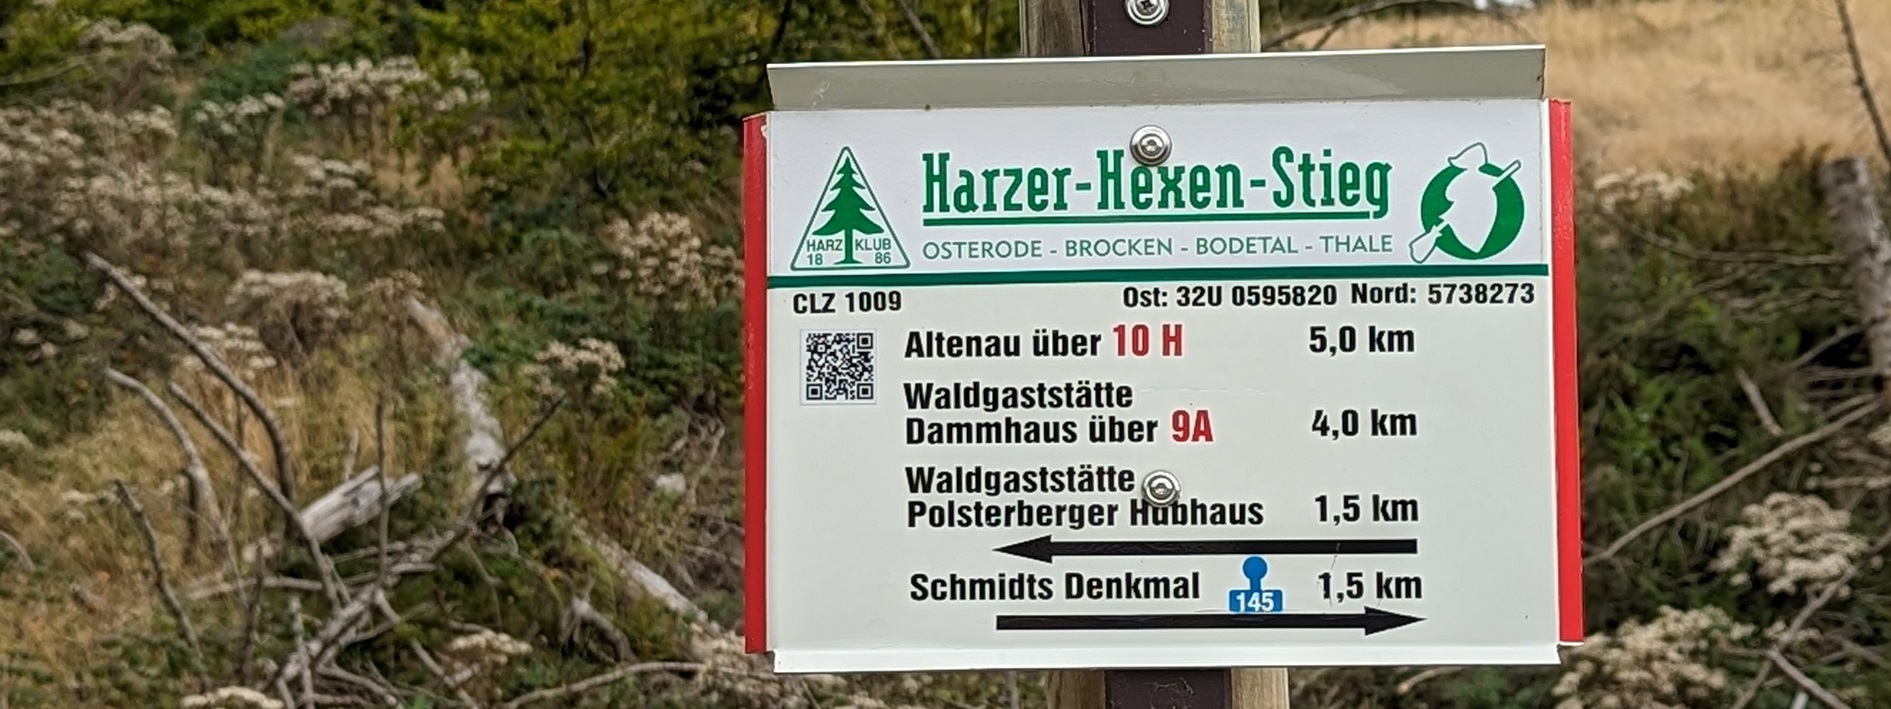 Harzer-Hexen-Stieg
HARZ KLUB
18 86
OSTERODE - BROCKEN - BODETAL - THALE
CLZ 1009 Ost: 32U 0595820 Nord: 5738273
Altenau über 10 H 5,0 km
Waldgaststätte
Dammhaus über 9A 4,0 km
Waldgaststätte
Polsterberger Hubhaus 1,5 km
Schmidts Denkmal 145 1,5 km